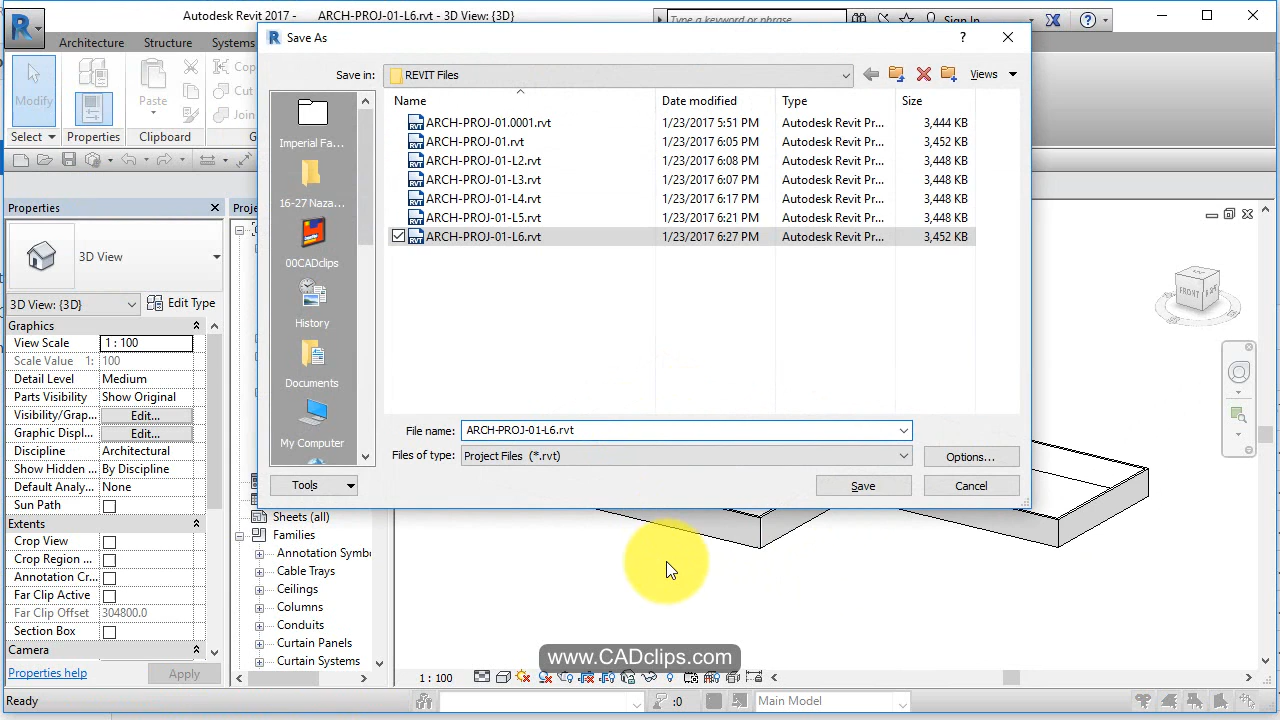 Autodesk Revit 2017 - ARCH-PROJ-01-L6.rvt - 3D View: {3D}
Type a keyword or phrase
Sign In
Architecture Structure Systems
Modify
Select
Properties
Paste
Clipboard
Cop
Cut
Join
Save As
Save in: REVIT Files
Views
Name Date modified Type Size
ARCH-PROJ-01.0001.rvt 1/23/2017 5:51 PM Autodesk Revit Pr... 3,444 KB
ARCH-PROJ-01.rvt 1/23/2017 6:05 PM Autodesk Revit Pr... 3,452 KB
ARCH-PROJ-01-L2.rvt 1/23/2017 6:08 PM Autodesk Revit Pr... 3,448 KB
ARCH-PROJ-01-L3.rvt 1/23/2017 6:07 PM Autodesk Revit Pr... 3,448 KB
ARCH-PROJ-01-L4.rvt 1/23/2017 6:17 PM Autodesk Revit Pr... 3,448 KB
ARCH-PROJ-01-L5.rvt 1/23/2017 6:21 PM Autodesk Revit Pr... 3,448 KB
ARCH-PROJ-01-L6.rvt 1/23/2017 6:27 PM Autodesk Revit Pr... 3,452 KB
Imperial Fa...
16-27 Naza...
00CADclips
History
Documents
My Computer
File name: ARCH-PROJ-01-L6.rvt
Files of type: Project Files (*.rvt)
Options...
Tools
Save
Cancel
Properties
Proj
3D View
3D View: {3D}
Edit Type
Graphics
View Scale 1 : 100
Scale Value 1: 100
Detail Level Medium
Parts Visibility Show Original
Visibility/Grap... Edit...
Graphic Displ... Edit...
Discipline Architectural
Show Hidden By Discipline
Default Analy... None
Sun Path
Extents
Crop View
Crop Region
Annotation Cr...
Far Clip Active
Far Clip Offset 304800.0
Section Box
Camera
Properties help
Apply
Sheets (all)
Families
Annotation Symbo
Cable Trays
Ceilings
Columns
Conduits
Curtain Panels
Curtain Systems
FRONT
www.CADclips.com
1 : 100
Ready
:0
Main Model